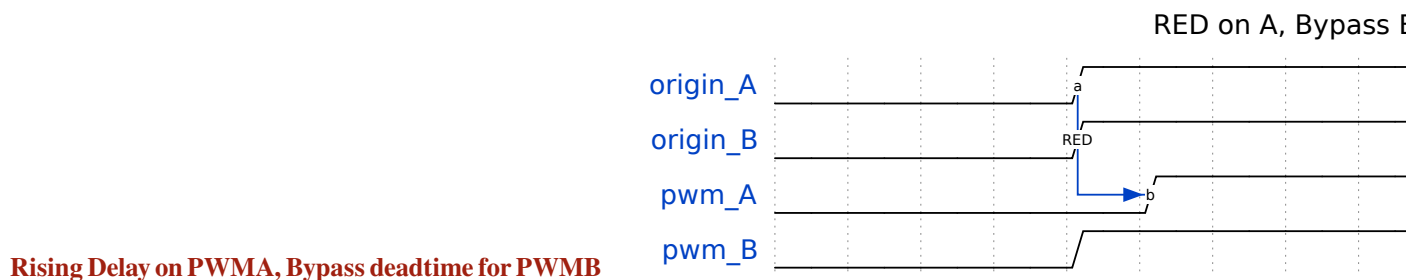 RED on A, Bypass
origin_A
a
origin_B
RED
pwm_A
b
pwm_B
Rising Delay on PWMA, Bypass deadtime for PWMB